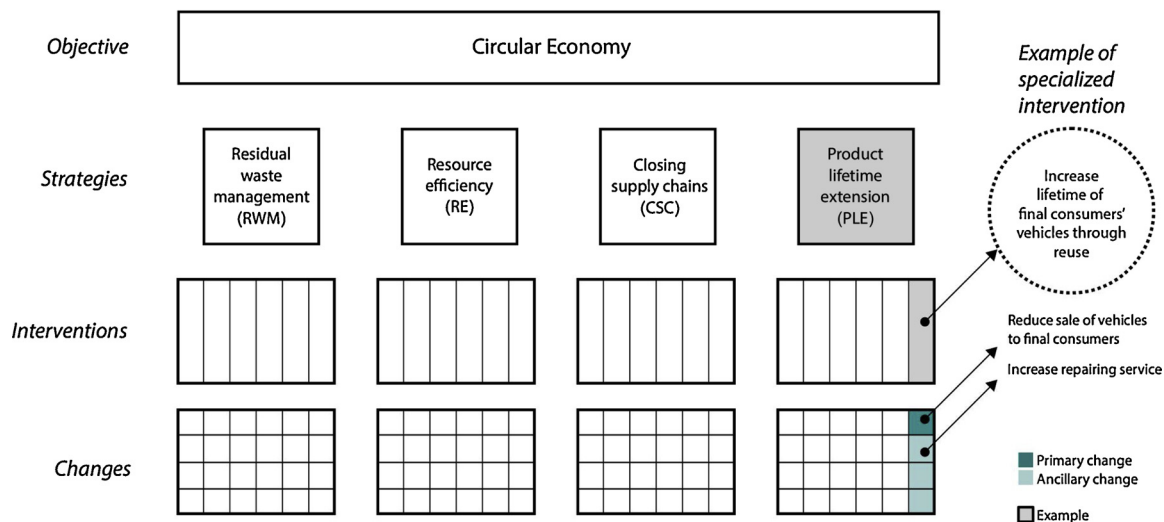 Objective
Circular Economy
Example of
specialized
intervention
Strategies
Residual
waste
management
(RWM)
Resource
efficiency
(RE)
Closing
supply chains
(CSC)
Product
lifetime
extension
(PLE)
Increase
lifetime of
final consumers'
vehicles through
reuse
Interventions
Reduce sale of vehicles
to final consumers
Increase repairing service
Changes
Primary change
Ancillary change
Example